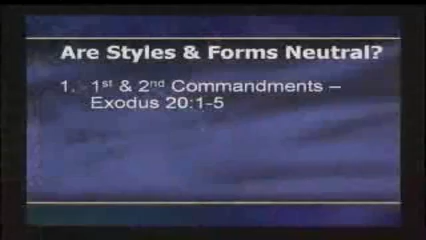 Are Styles & Forms Neutral?
1. 1st & 2nd Commandments –
Exodus 20:1-5